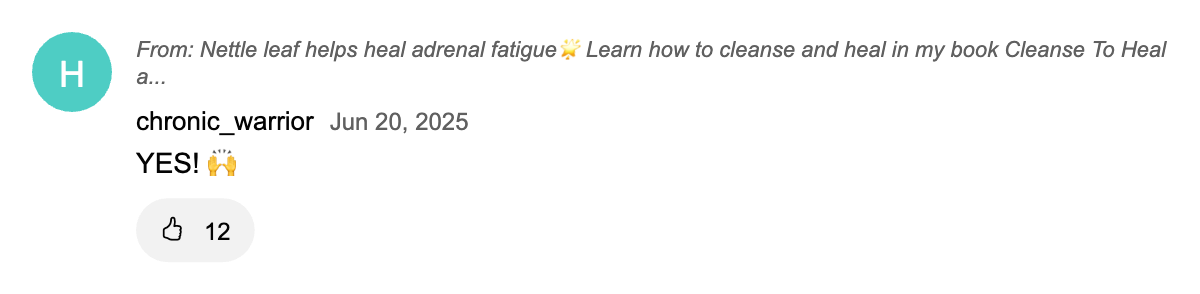 H
From: Nettle leaf helps heal adrenal fatigue🌟 Learn how to cleanse and heal in my book Cleanse To Heal
a...
chronic_warrior Jun 20, 2025
YES! 🙌
12